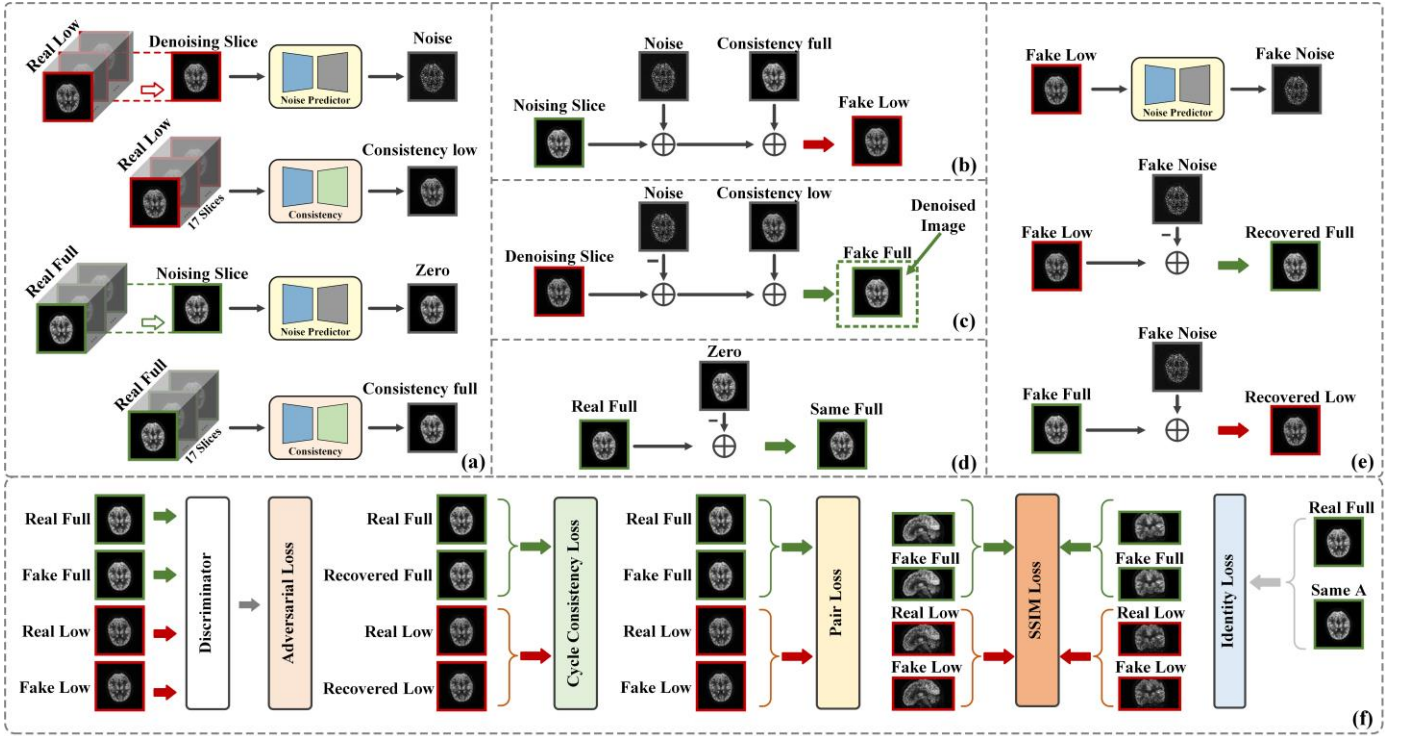 Real Low
Denoising Slice
Noise
Noise Predictor
Real Low
17 Slices
Consistency
Consistency low
Real Full
Noising Slice
Noise Predictor
Zero
Real Full
17 Slices
Consistency
Consistency full
(a)
Noise
Consistency full
Noising Slice
Fake Low
(b)
Noise
Consistency low
Denoised
Image
Denoising Slice
Fake Full
(c)
Zero
Real Full
Same Full
(d)
Fake Low
Noise Predictor
Fake Noise
Fake Noise
Fake Low
Recovered Full
Fake Noise
Fake Full
Recovered Low
(e)
Real Full
Fake Full
Real Low
Fake Low
Discriminator
Adversarial Loss
Real Full
Recovered Full
Real Low
Recovered Low
Cycle Consistency Loss
Real Full
Fake Full
Real Low
Fake Low
Pair Loss
Fake Full
Real Low
Fake Low
SSIM Loss
Fake Full
Real Low
Fake Low
Identity Loss
Real Full
Same A
(f)